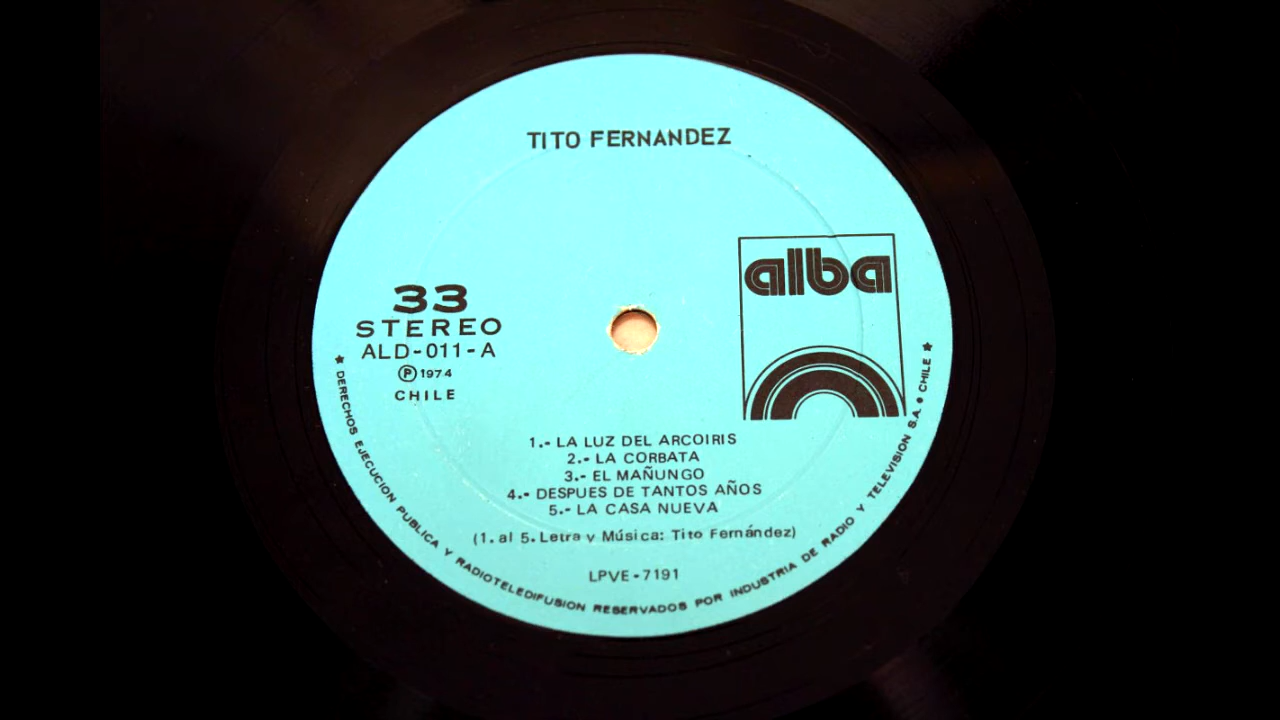 TITO FERNANDEZ
alba
33
STEREO
ALD-011-A
Ⓟ 1974
CHILE
1.- LA LUZ DEL ARCOIRIS
2.- LA CORBATA
3.- EL MAÑUNGO
4.- DESPUES DE TANTOS AÑOS
5.- LA CASA NUEVA
(1. al 5. Letra y Música: Tito Fernández)
LPVE-7191
★ DERECHOS EJECUCION PUBLICA Y RADIOTELEDIFUSION RESERVADOS POR INDUSTRIA DE RADIO Y TELEVISION S.A. ● CHILE ★